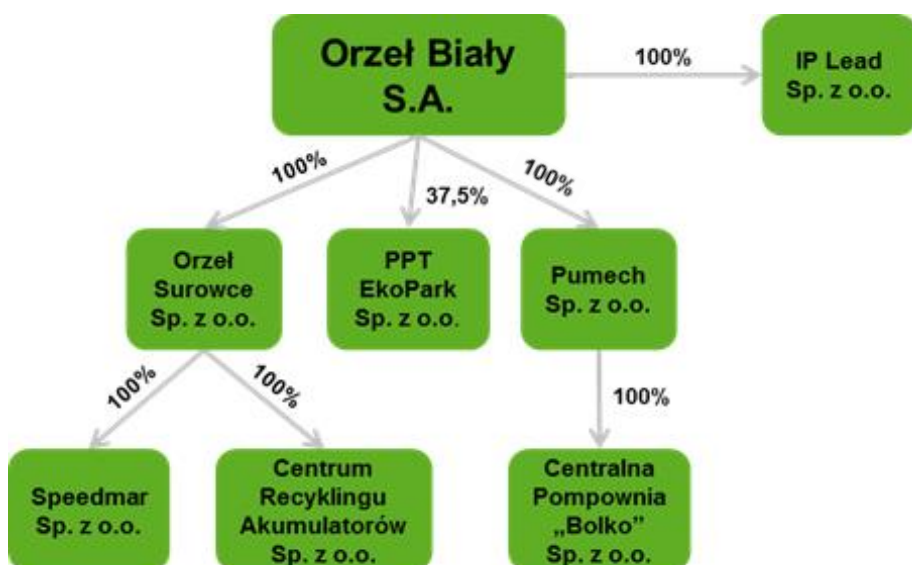 Orzeł Biały
S.A.
100%
IP Lead
Sp. z o.o.
100%
37,5%
100%
Orzeł
Surowce
Sp. z o.o.
PPT
EkoPark
Sp. z o.o.
Pumech
Sp. z o.o.
100%
100%
100%
Speedmar
Sp. z o.o.
Centrum
Recyklingu
Akumulatorów
Sp. z o.o.
Centralna
Pompownia
„Bolko”
Sp. z o.o.